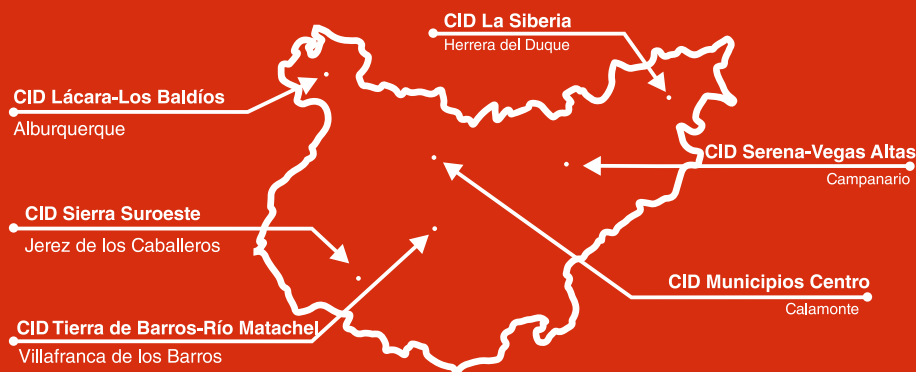 CID La Siberia
Herrera del Duque
CID Lácara-Los Baldíos
Alburquerque
CID Serena-Vegas Altas
Campanario
CID Sierra Suroeste
Jerez de los Caballeros
CID Municipios Centro
Calamonte
CID Tierra de Barros-Río Matachel
Villafranca de los Barros